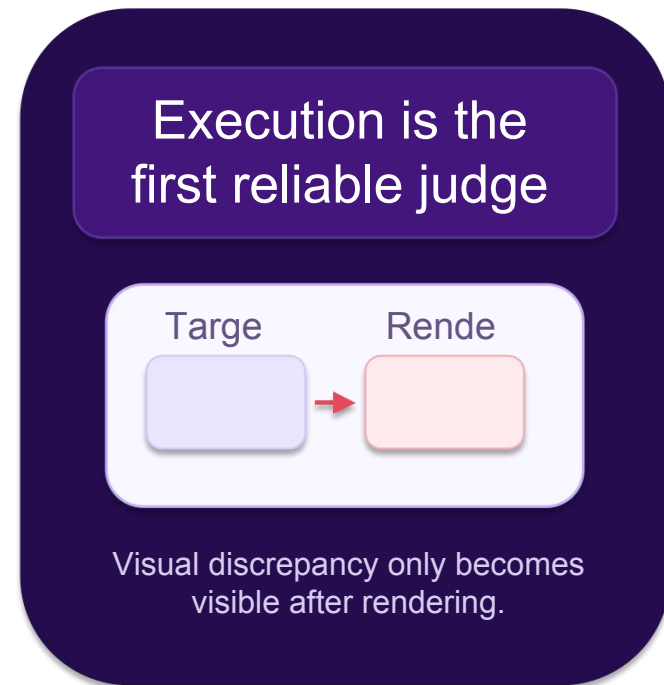 Execution is the
first reliable judge
Targe Rende
Visual discrepancy only becomes
visible after rendering.